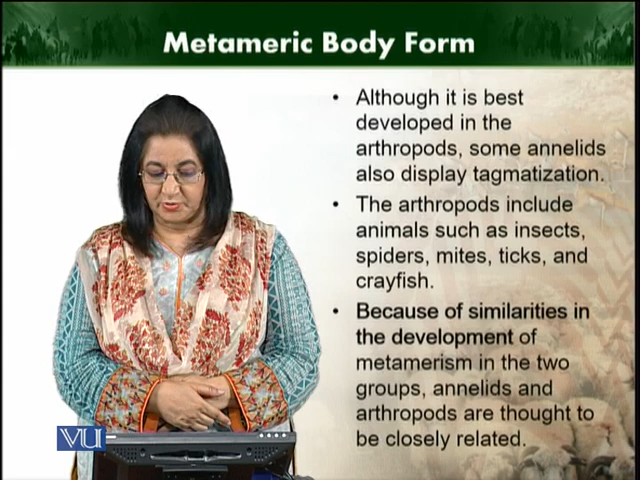 Metameric Body Form
• Although it is best
developed in the
arthropods, some annelids
also display tagmatization.
• The arthropods include
animals such as insects,
spiders, mites, ticks, and
crayfish.
• Because of similarities in
the development of
metamerism in the two
groups, annelids and
arthropods are thought to
be closely related.
VU